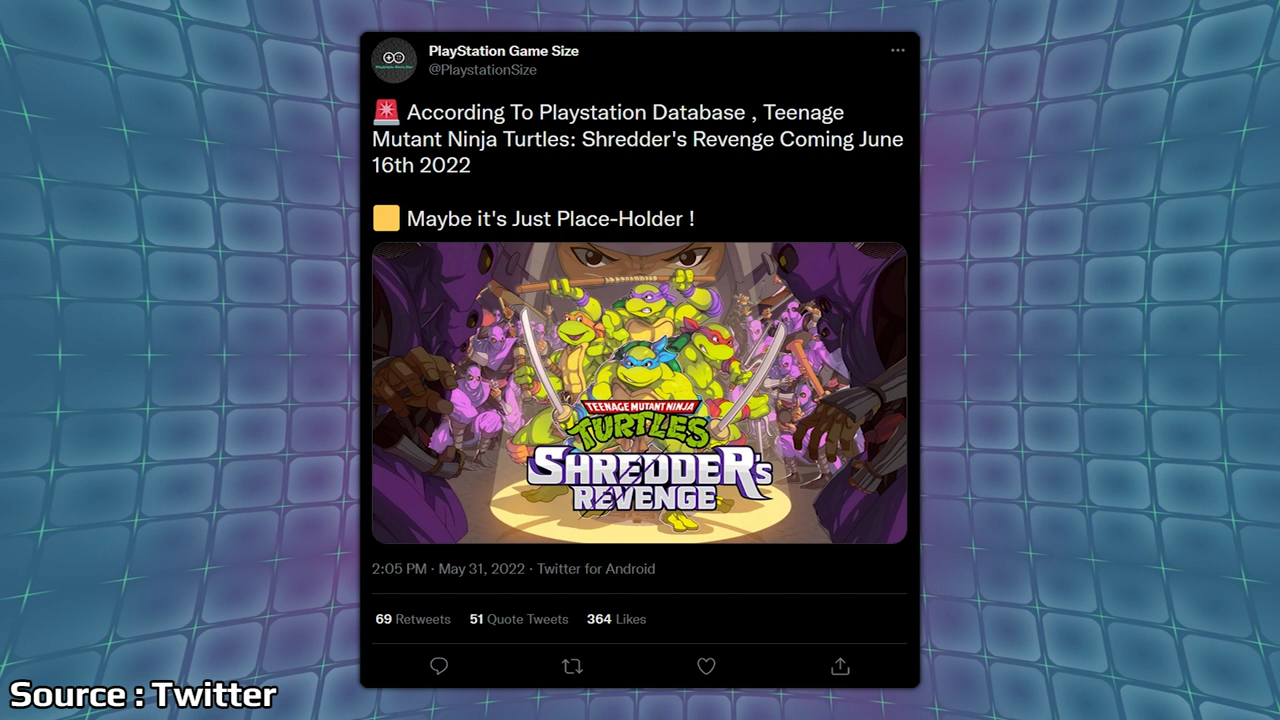 PlayStation Game Size
@PlaystationSize
🚨 According To Playstation Database , Teenage
Mutant Ninja Turtles: Shredder's Revenge Coming June
16th 2022
🟨 Maybe it's Just Place-Holder !
TEENAGE MUTANT NINJA
TURTLES
SHREDDER's
REVENGE
2:05 PM · May 31, 2022 · Twitter for Android
69 Retweets 51 Quote Tweets 364 Likes
Source : Twitter